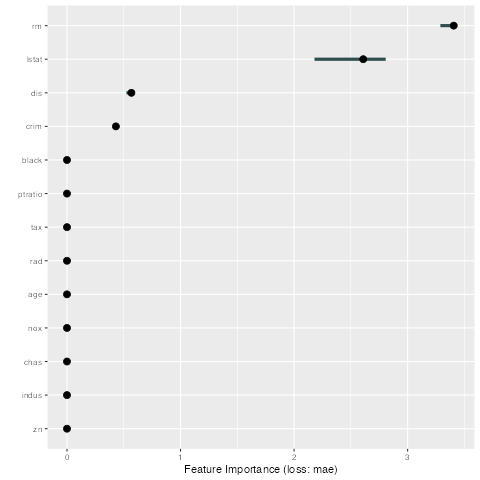 rm
lstat
dis
crim
black
ptratio
tax
rad
age
nox
chas
indus
zn
0 1 2 3
Feature Importance (loss: mae)